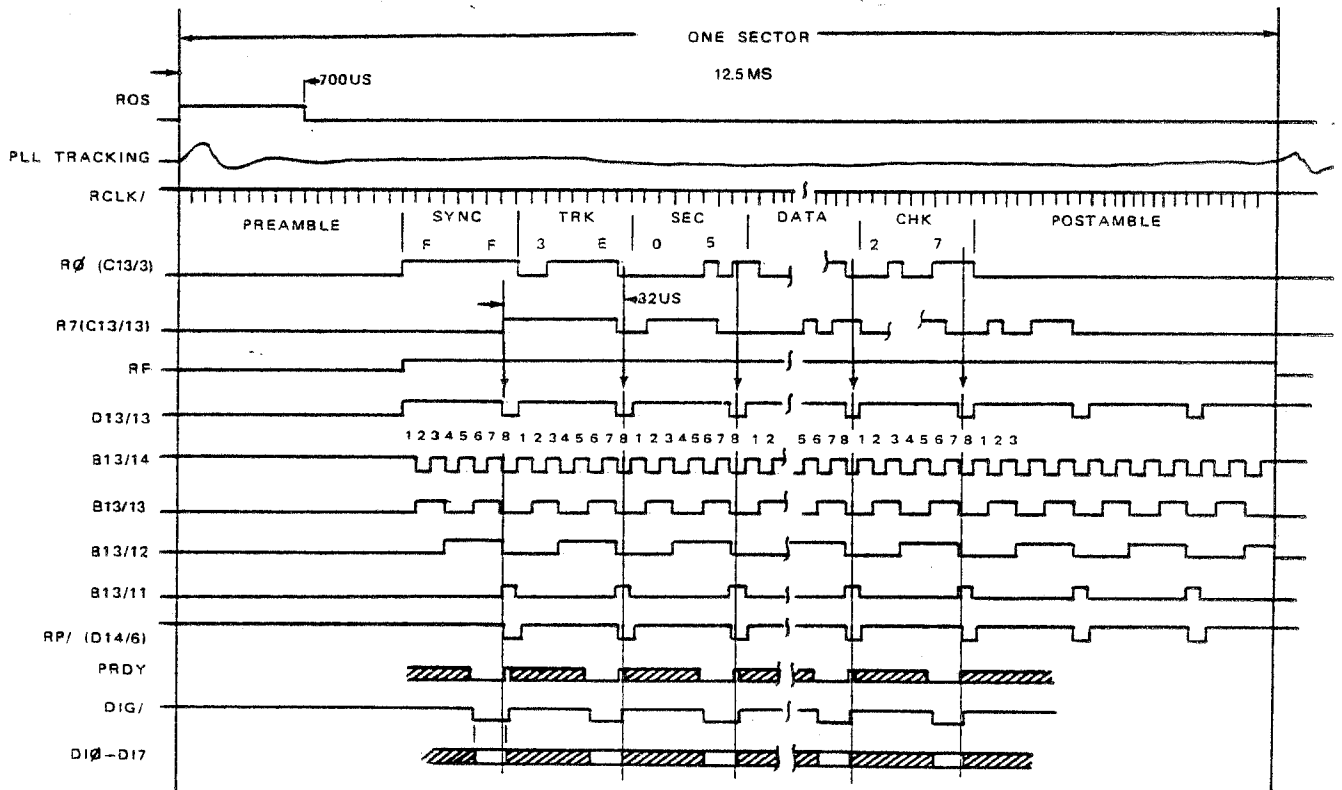 ONE SECTOR
12.5 MS
700US
ROS
PLL TRACKING
RCLK/
PREAMBLE SYNC TRK SEC DATA CHK POSTAMBLE
F F 3 E 0 5 2 7
RØ (C13/3)
32US
R7(C13/13)
RF
D13/13
1 2 3 4 5 6 7 8 1 2 3 4 5 6 7 8 1 2 3 4 5 6 7 8 1 2 5 6 7 8 1 2 3 4 5 6 7 8 1 2 3
B13/14
B13/13
B13/12
B13/11
RP/ (D14/6)
PRDY
DIG/
DIØ-DI7